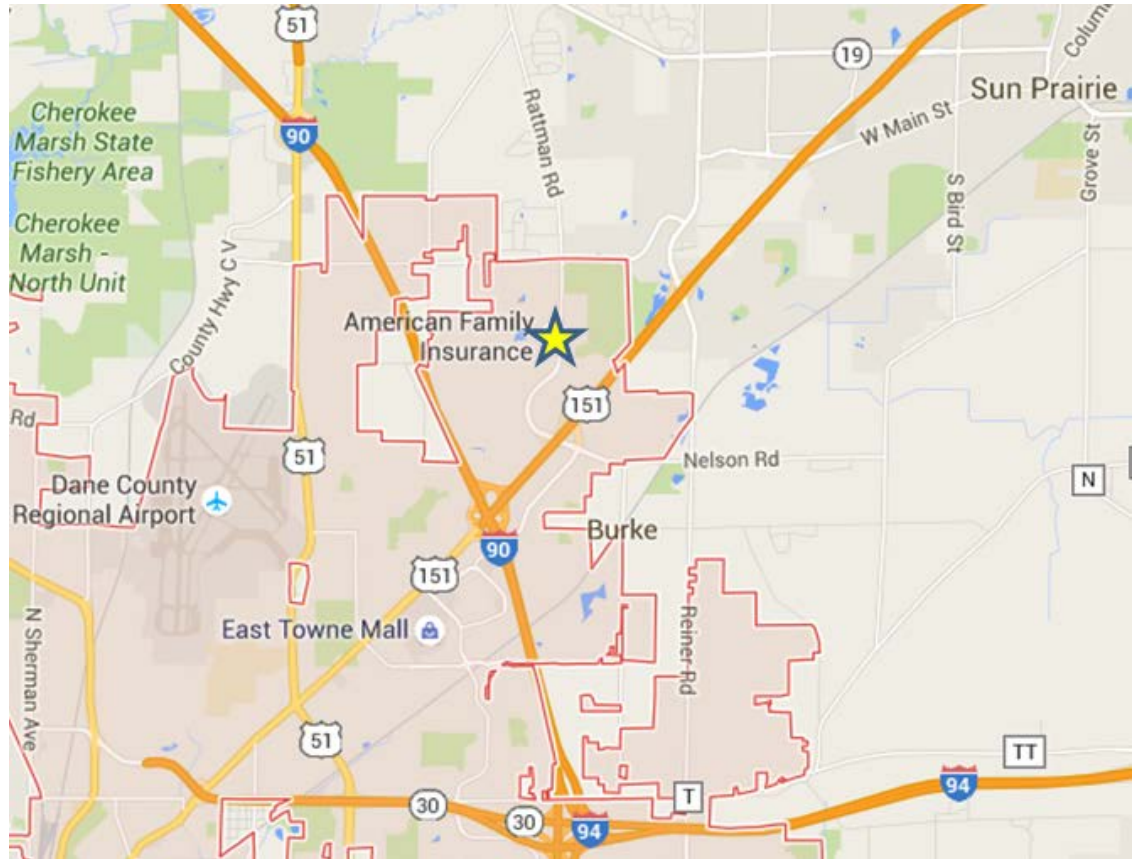 51
19
Colum
Sun Prairie
Cherokee
Marsh State
Fishery Area
90
Rattman Rd
W Main St
Grove St
S Bird St
Cherokee
Marsh -
North Unit
County Hwy C V
American Family
Insurance
151
Rd
51
Nelson Rd
N
Dane County
Regional Airport
Burke
90
151
Reiner Rd
East Towne Mall
N Sherman Ave
51
TT
T
94
30
30
94